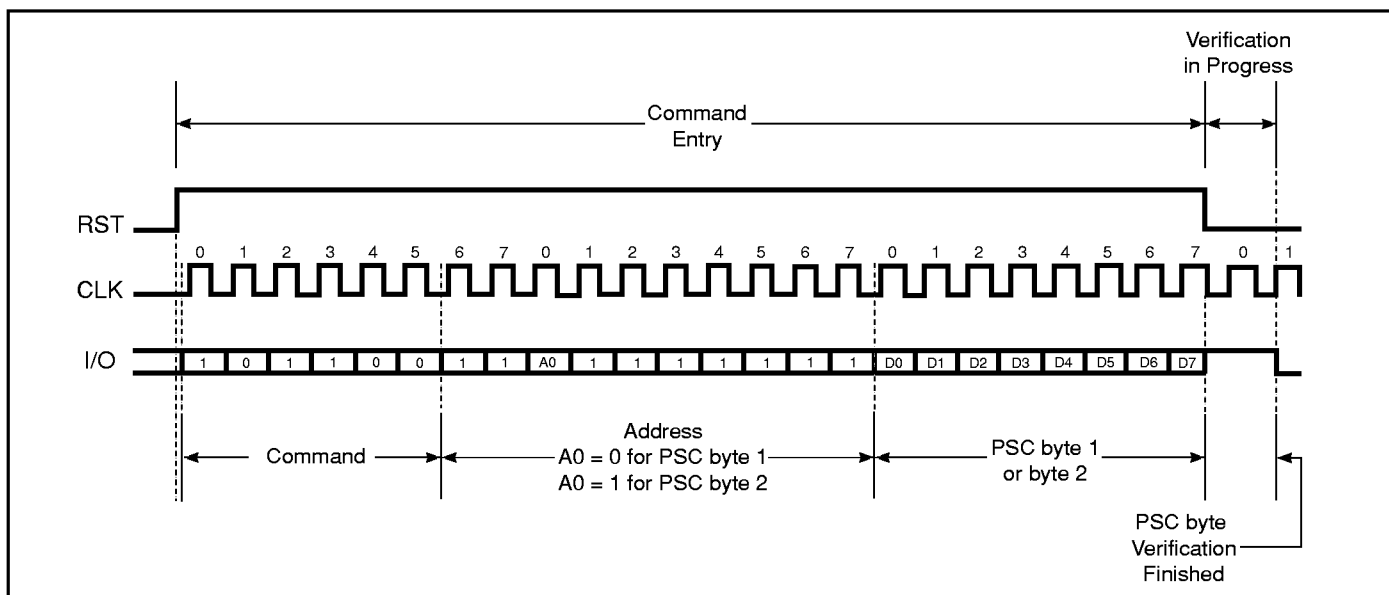 Verification
in Progress
Command
Entry
RST
0 1 2 3 4 5 6 7 0 1 2 3 4 5 6 7 0 1 2 3 4 5 6 7 0 1
CLK
I/O 1 0 1 1 0 0 1 1 A0 1 1 1 1 1 1 1 D0 D1 D2 D3 D4 D5 D6 D7
Command
Address
A0 = 0 for PSC byte 1
A0 = 1 for PSC byte 2
PSC byte 1
or byte 2
PSC byte
Verification
Finished